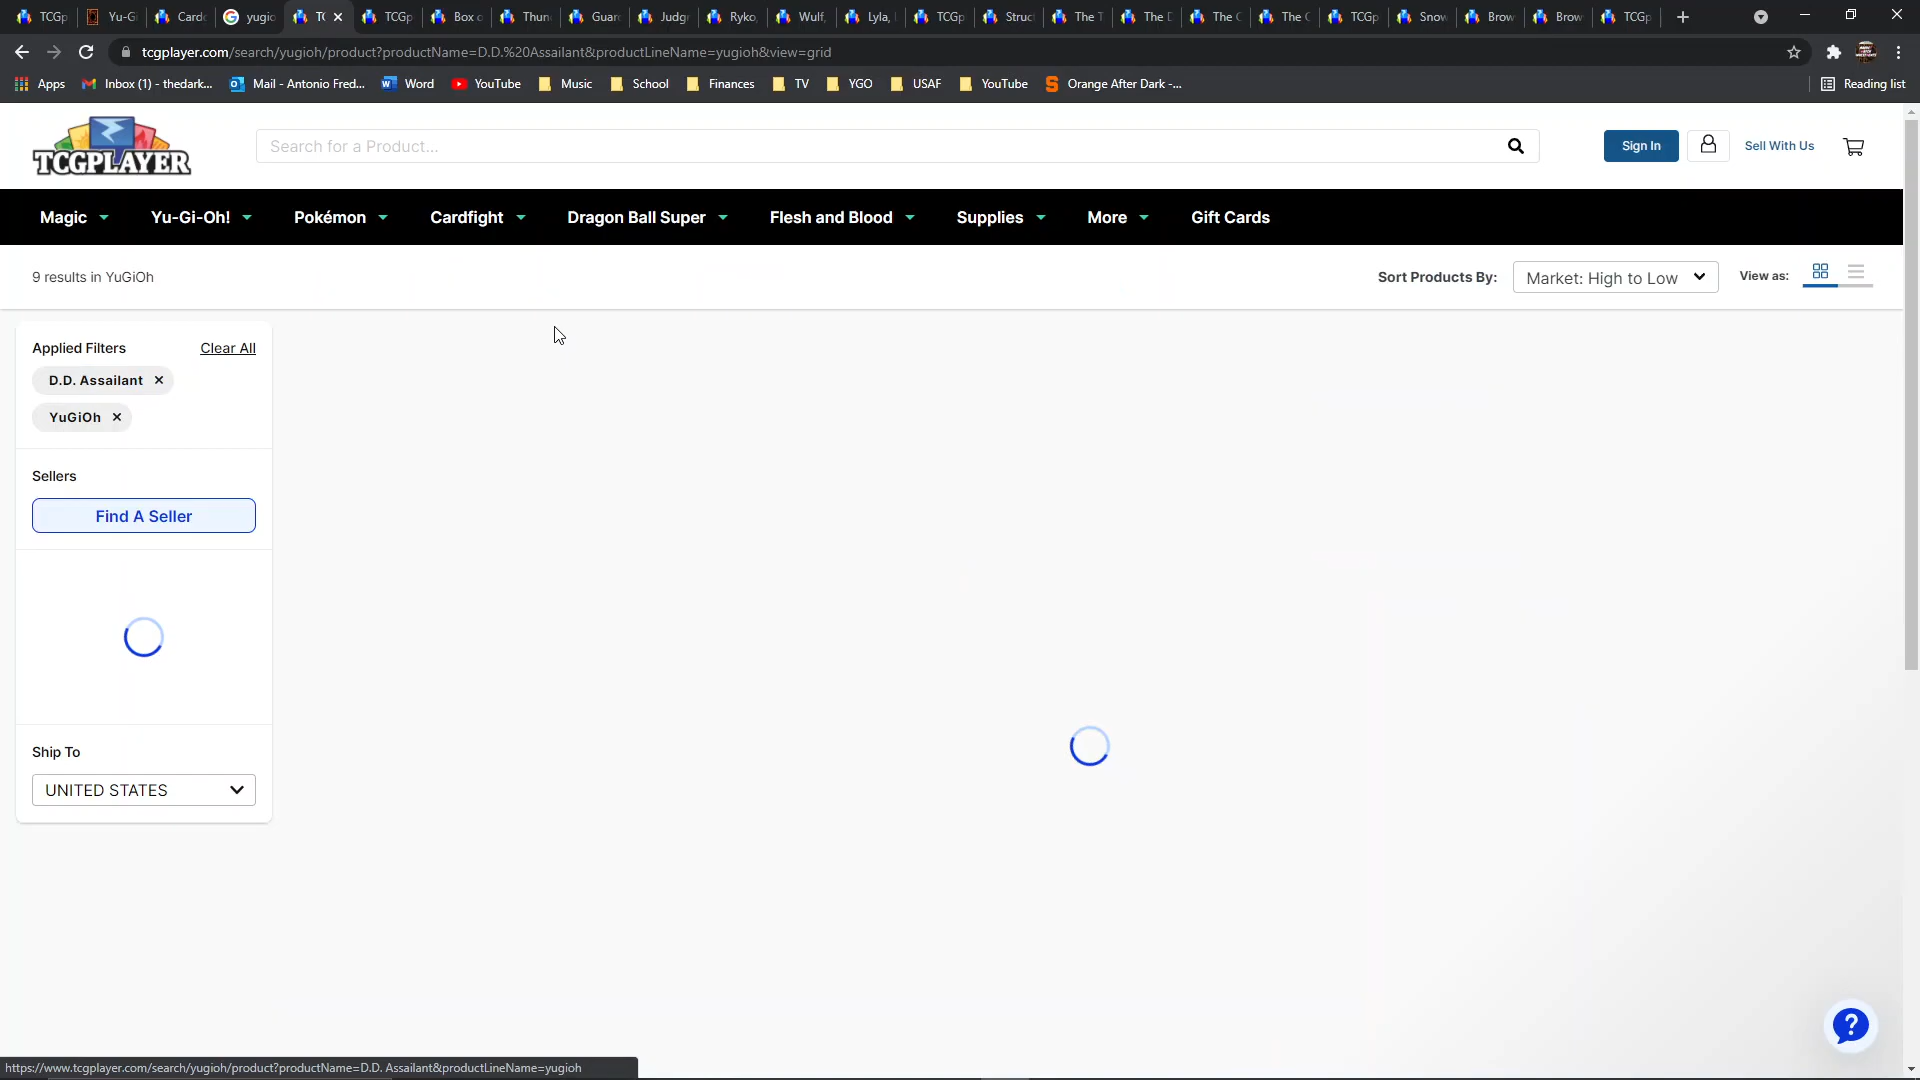 TCGp Yu-Gi Cardc yugio TC TCGp Box o Thun Guar Judge Ryko, Wulf, Lyla, TCGp Struc The T The D The C The C TCGp Snow Brow Brow TCGp
tcgplayer.com/search/yugioh/product?productName=D.D.%20Assailant&productLineName=yugioh&view=grid
Apps Inbox (1) - thedark... Mail - Antonio Fred... Word YouTube Music School Finances TV YGO USAF YouTube Orange After Dark -... Reading list
TCGPLAYER
Search for a Product...
Sign In
Sell With Us
Magic Yu-Gi-Oh! Pokémon Cardfight Dragon Ball Super Flesh and Blood Supplies More Gift Cards
9 results in YuGiOh
Sort Products By: Market: High to Low View as:
Applied Filters Clear All
D.D. Assailant
YuGiOh
Sellers
Find A Seller
Ship To
UNITED STATES
?
https://www.tcgplayer.com/search/yugioh/product?productName=D.D. Assailant&productLineName=yugioh